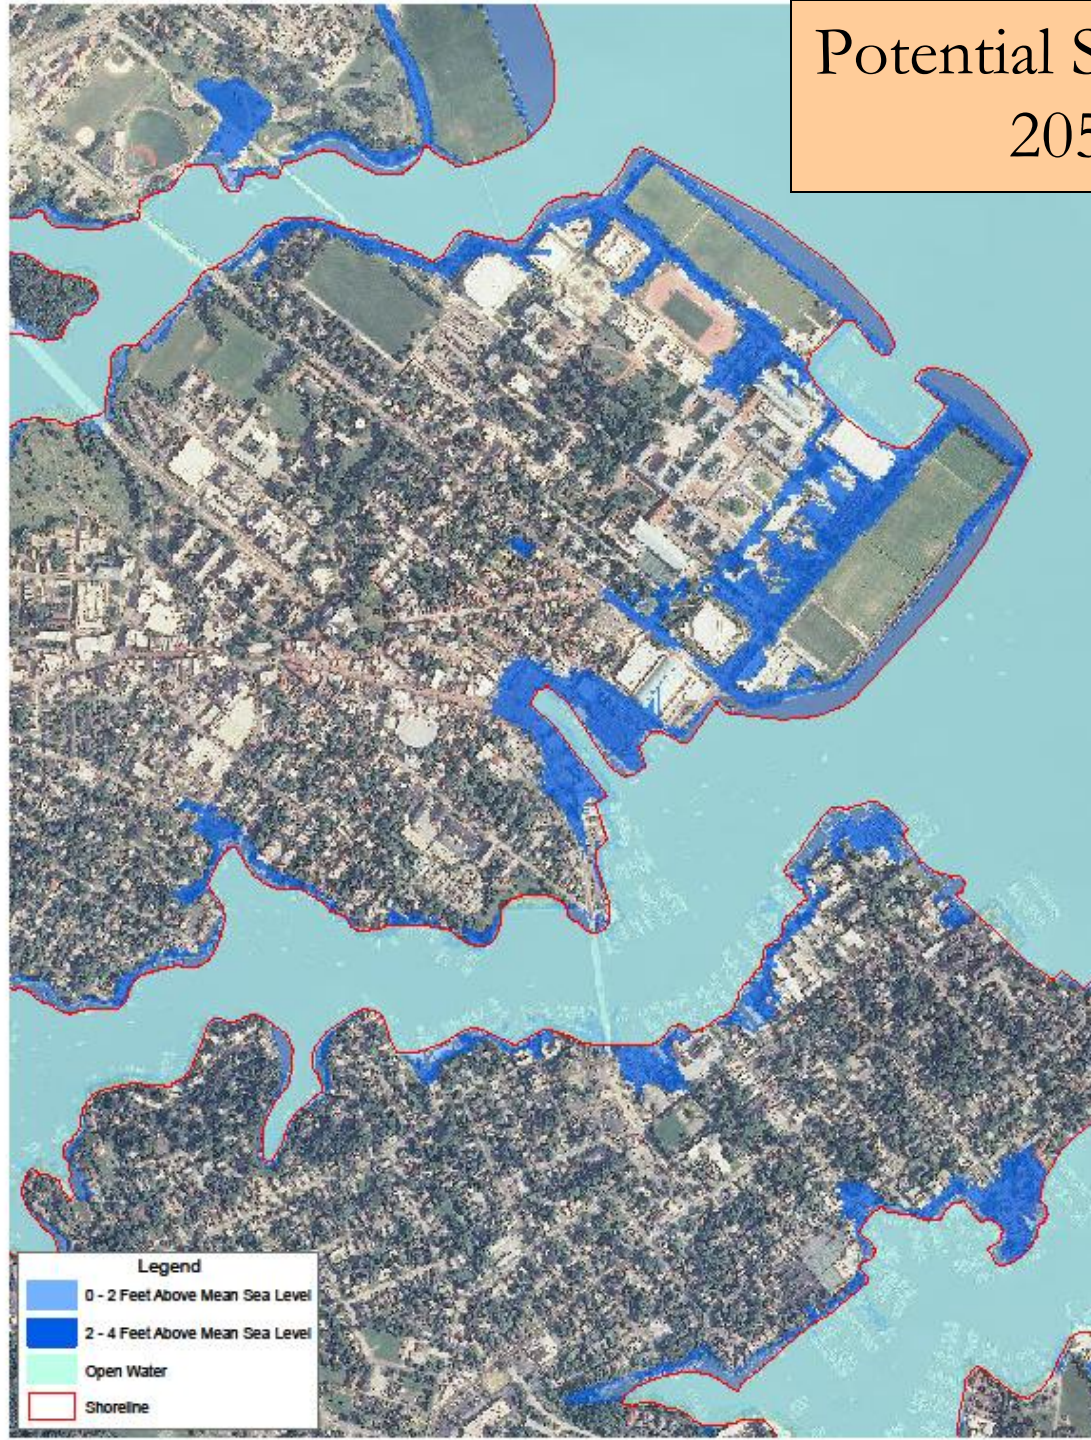 Potential S
205
Legend
0 - 2 Feet Above Mean Sea Level
2 - 4 Feet Above Mean Sea Level
Open Water
Shoreline